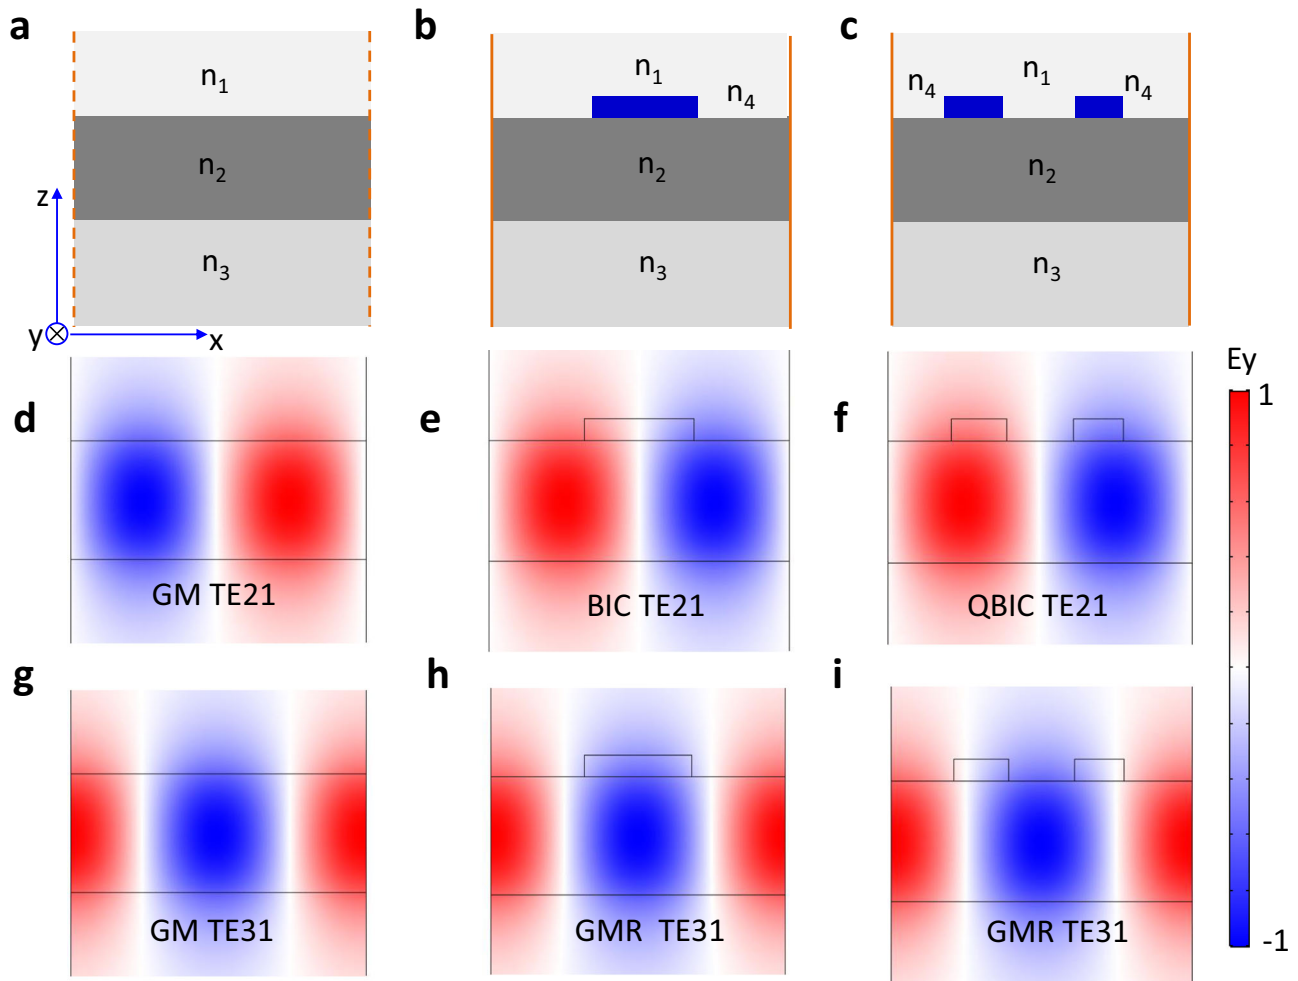 a
b
c
n1
n1
n4
n4
n1
n4
n2
n2
n2
z
n3
n3
n3
y
x
Ey
1
d
e
f
GM TE21
BIC TE21
QBIC TE21
g
h
i
GM TE31
GMR TE31
GMR TE31
-1